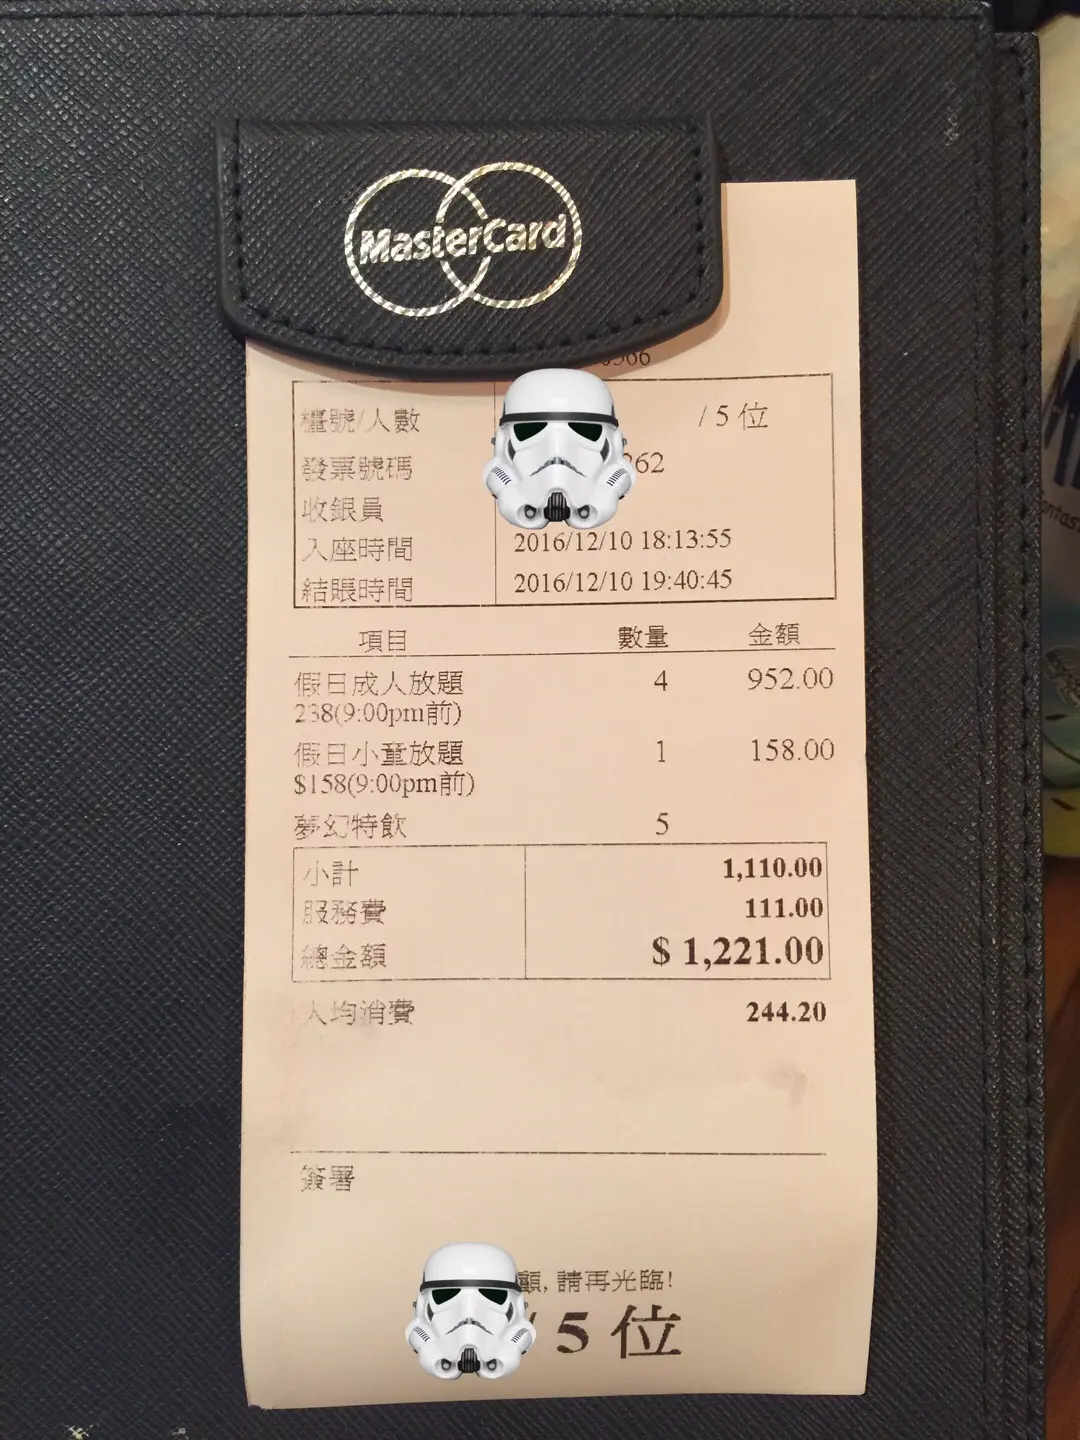 MasterCard
檯號/人數 / 5 位
發票號碼 262
收銀員
入座時間 2016/12/10 18:13:55
結賬時間 2016/12/10 19:40:45
項目 數量 金額
假日成人放題 4 952.00
238(9:00pm前)
假日小童放題 1 158.00
$158(9:00pm前)
夢幻特飲 5
小計 1,110.00
服務費 111.00
總金額 $ 1,221.00
人均消費 244.20
簽署
顧, 請再光臨!
/ 5 位